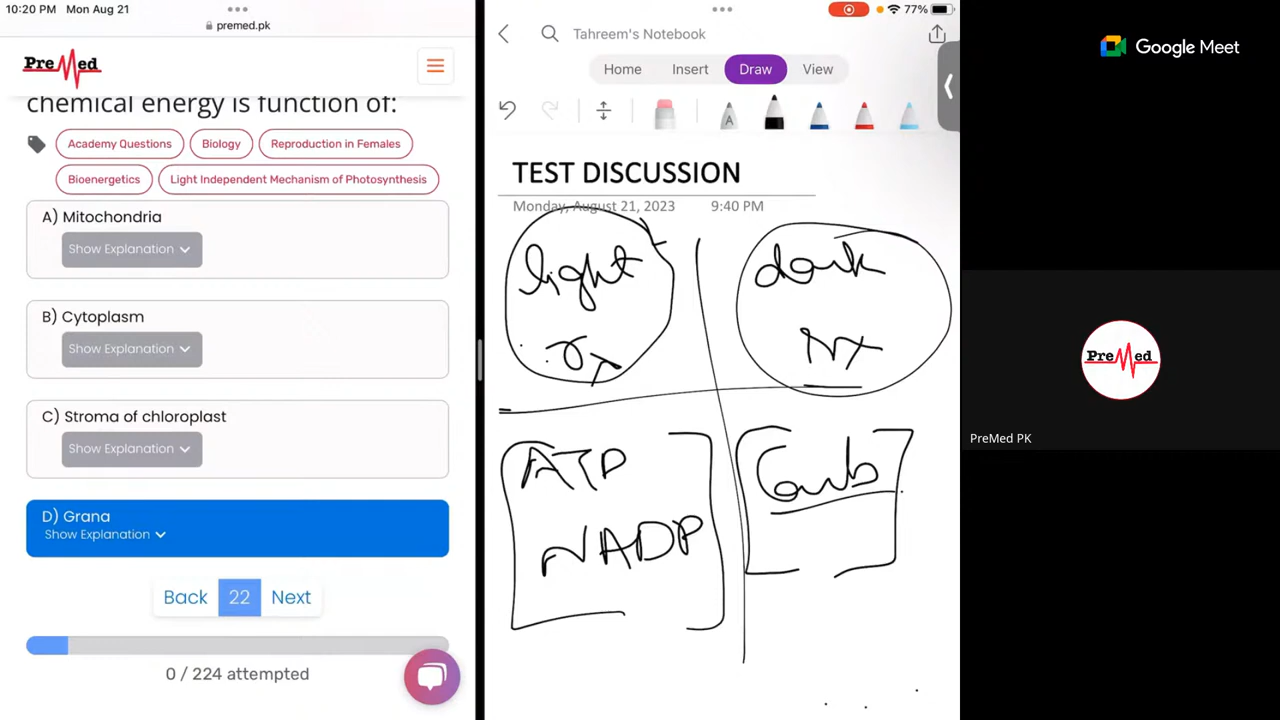 10:20 PM Mon Aug 21
premed.pk
PreMed
chemical energy is function of:
Academy Questions
Biology
Reproduction in Females
Bioenergetics
Light Independent Mechanism of Photosynthesis
A) Mitochondria
Show Explanation
B) Cytoplasm
Show Explanation
C) Stroma of chloroplast
Show Explanation
D) Grana
Show Explanation
Back 22 Next
0 / 224 attempted
77%
Tahreem's Notebook
Home Insert Draw View
A
TEST DISCUSSION
Monday, August 21, 2023 9:40 PM
light
dark
rx
ATP
NADP
Carb
Google Meet
PreMed
PreMed PK